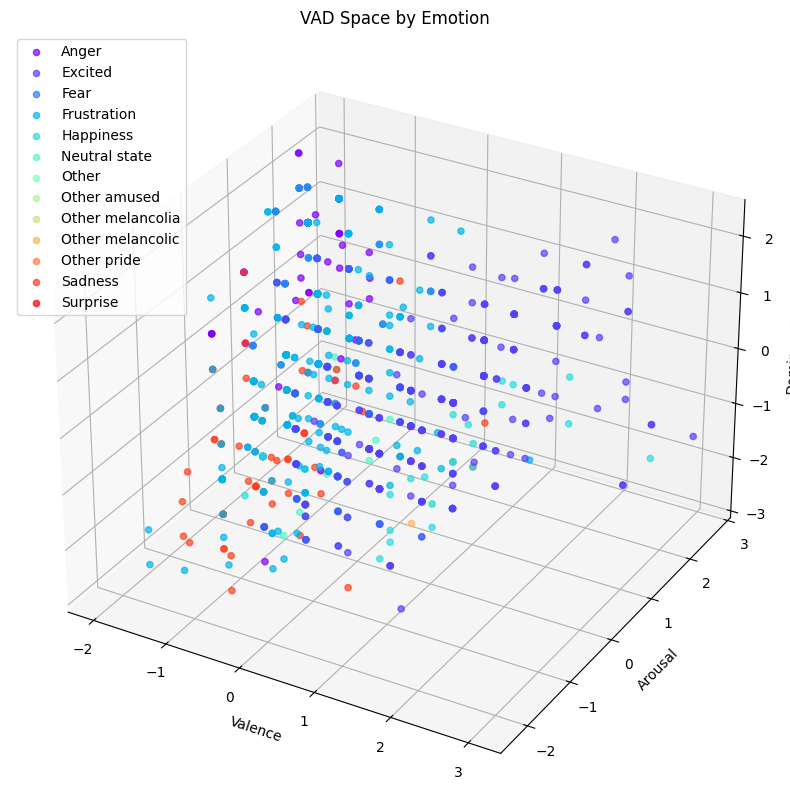 VAD Space by Emotion
Anger
Excited
Fear
Frustration
Happiness
Neutral state
Other
Other amused
Other melancolia
Other melancolic
Other pride
Sadness
Surprise
2
1
0
−1
−2
−3
3
2
1
0
−1
−2
Arousal
−2
−1
0
1
2
3
Valence